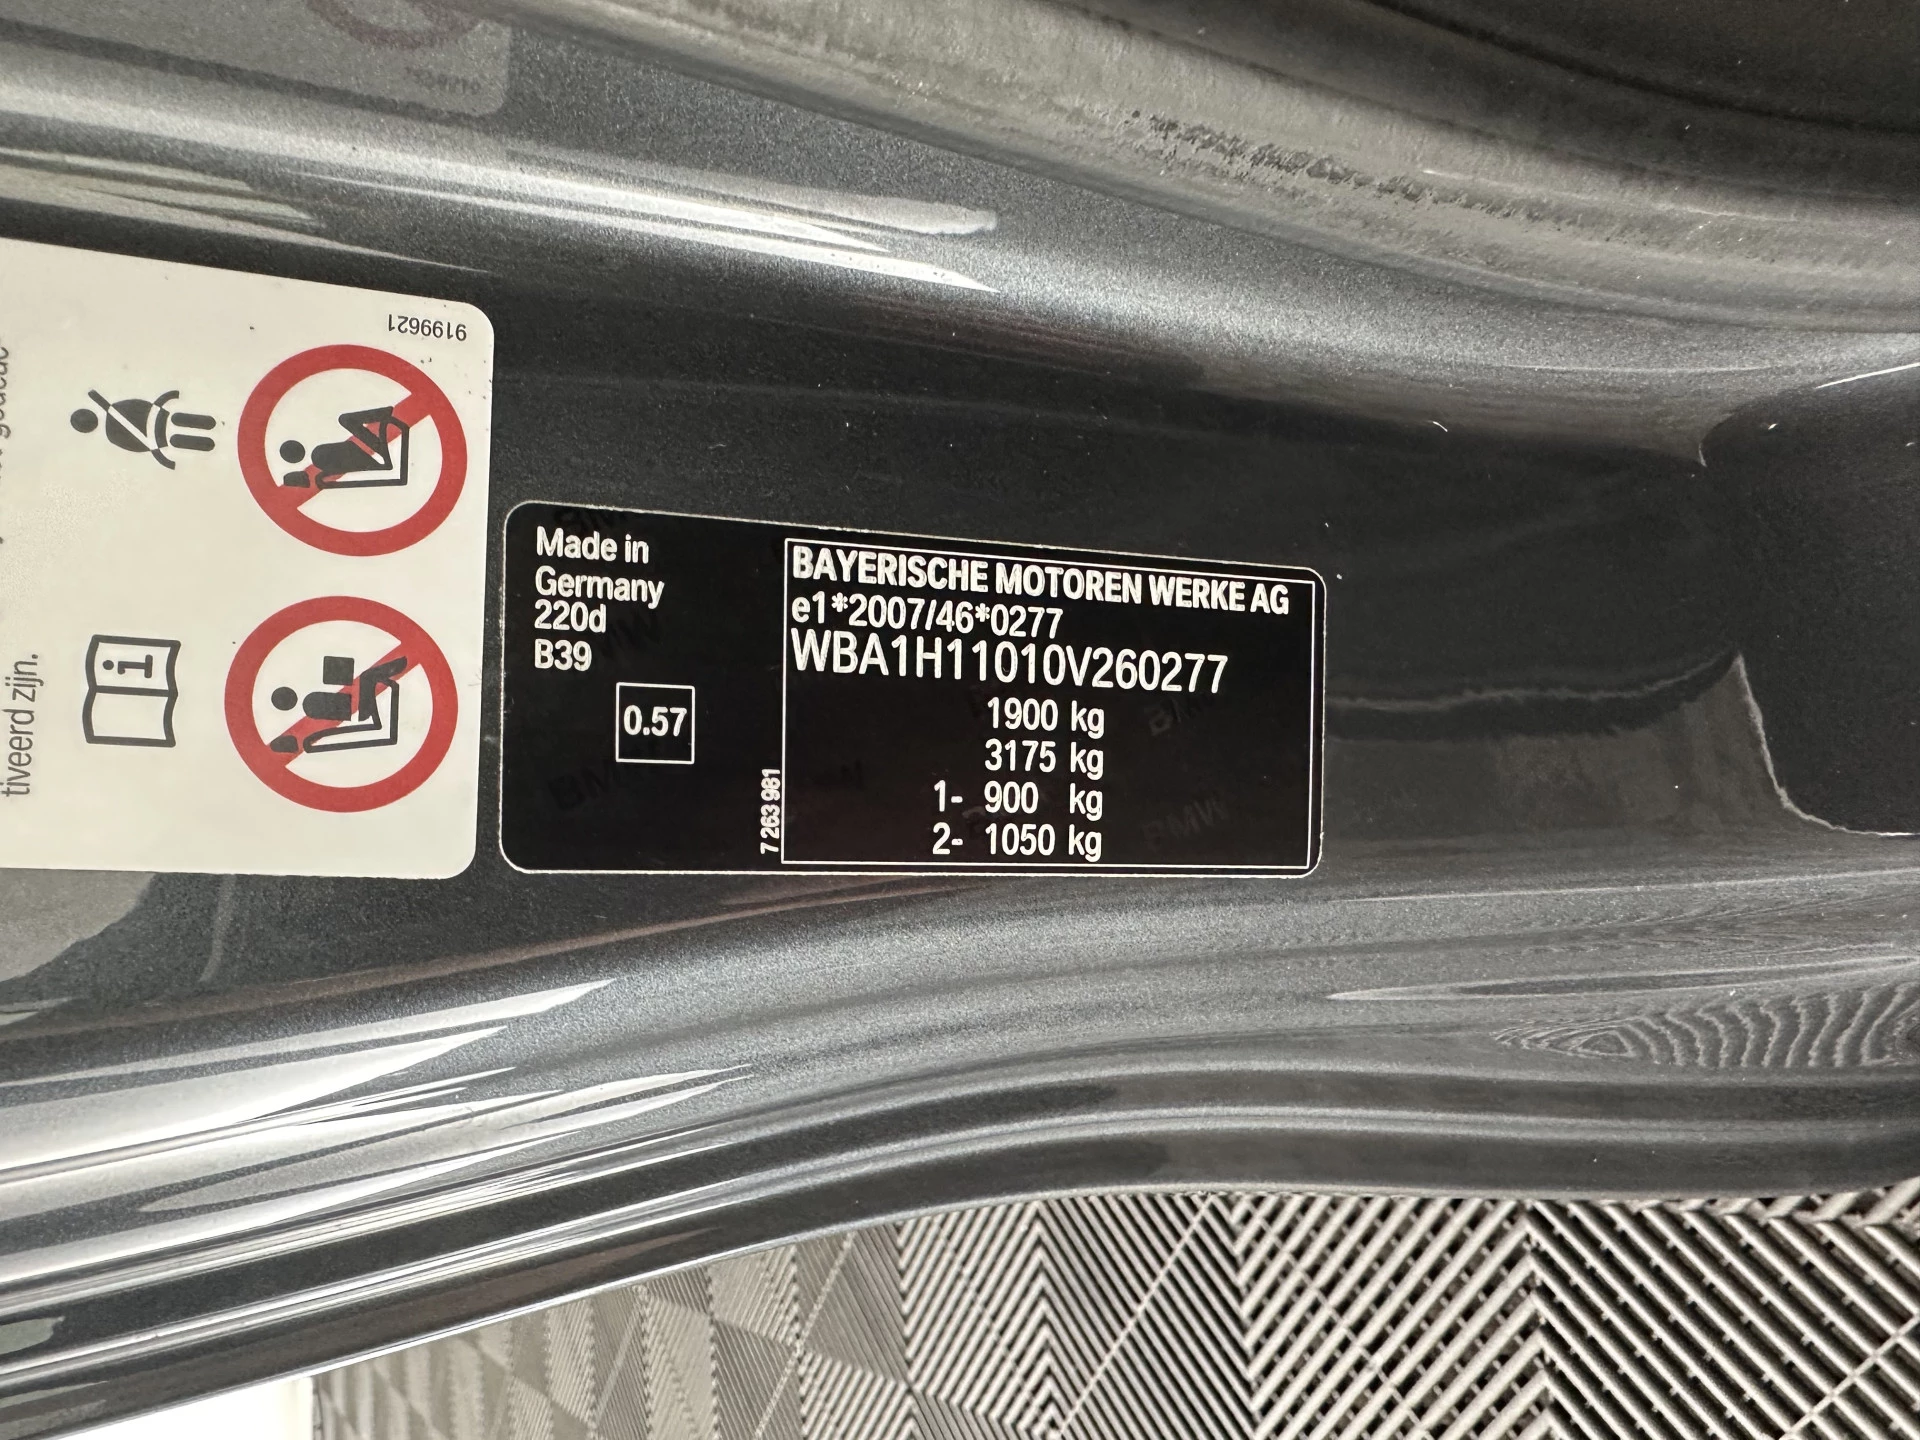 9199621
tiveerd zijn.
Made in
Germany
220d
B39
0.57
7 263 981
BAYERISCHE MOTOREN WERKE AG
e1*2007/46*0277
WBA1H11010V260277
1900 kg
3175 kg
1- 900 kg
2- 1050 kg